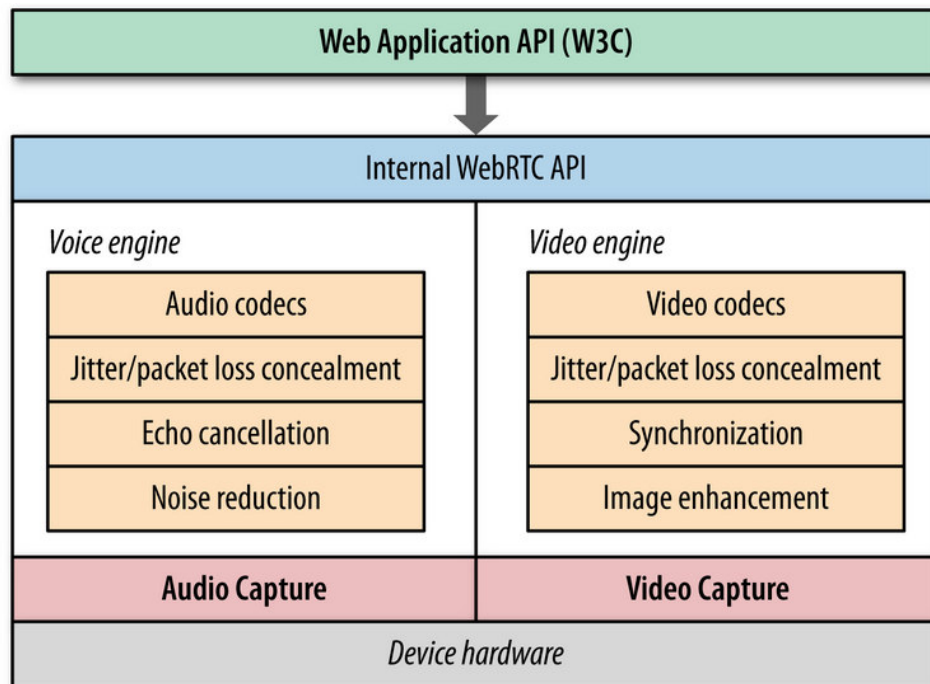 Web Application API (W3C)
Internal WebRTC API
Voice engine
Audio codecs
Jitter/packet loss concealment
Echo cancellation
Noise reduction
Video engine
Video codecs
Jitter/packet loss concealment
Synchronization
Image enhancement
Audio Capture
Video Capture
Device hardware